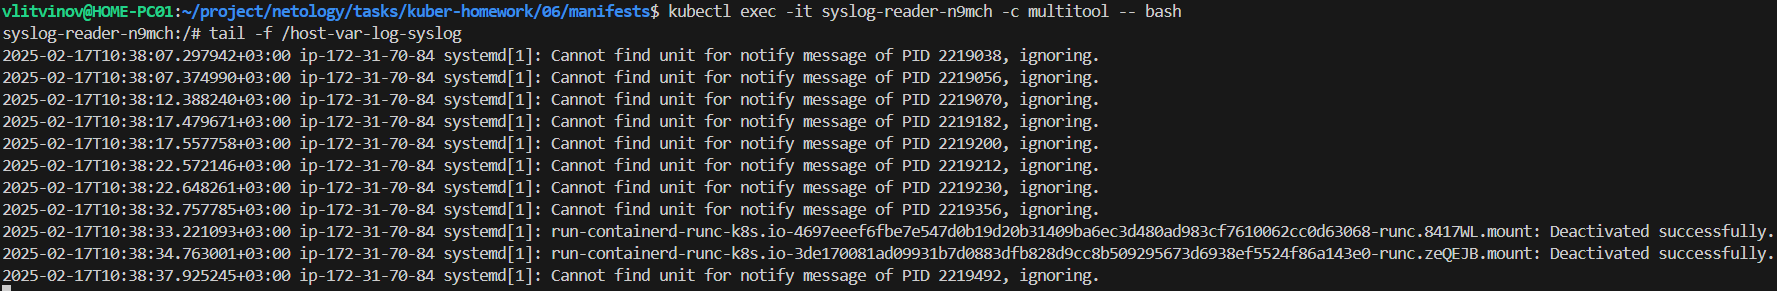 vlitvinov@HOME-PC01:~/project/netology/tasks/kuber-homework/06/manifests$ kubectl exec -it syslog-reader-n9mch -c multitool -- bash
syslog-reader-n9mch:/# tail -f /host-var-log-syslog
2025-02-17T10:38:07.297942+03:00 ip-172-31-70-84 systemd[1]: Cannot find unit for notify message of PID 2219038, ignoring.
2025-02-17T10:38:07.374990+03:00 ip-172-31-70-84 systemd[1]: Cannot find unit for notify message of PID 2219056, ignoring.
2025-02-17T10:38:12.388240+03:00 ip-172-31-70-84 systemd[1]: Cannot find unit for notify message of PID 2219070, ignoring.
2025-02-17T10:38:17.479671+03:00 ip-172-31-70-84 systemd[1]: Cannot find unit for notify message of PID 2219182, ignoring.
2025-02-17T10:38:17.557758+03:00 ip-172-31-70-84 systemd[1]: Cannot find unit for notify message of PID 2219200, ignoring.
2025-02-17T10:38:22.572146+03:00 ip-172-31-70-84 systemd[1]: Cannot find unit for notify message of PID 2219212, ignoring.
2025-02-17T10:38:22.648261+03:00 ip-172-31-70-84 systemd[1]: Cannot find unit for notify message of PID 2219230, ignoring.
2025-02-17T10:38:32.757785+03:00 ip-172-31-70-84 systemd[1]: Cannot find unit for notify message of PID 2219356, ignoring.
2025-02-17T10:38:33.221093+03:00 ip-172-31-70-84 systemd[1]: run-containerd-runc-k8s.io-4697eeef6fbe7e547d0b19d20b31409ba6ec3d480ad983cf7610062cc0d63068-runc.8417WL.mount: Deactivated successfully.
2025-02-17T10:38:34.763001+03:00 ip-172-31-70-84 systemd[1]: run-containerd-runc-k8s.io-3de170081ad09931b7d0883dfb828d9cc8b509295673d6938ef5524f86a143e0-runc.zeQEJB.mount: Deactivated successfully.
2025-02-17T10:38:37.925245+03:00 ip-172-31-70-84 systemd[1]: Cannot find unit for notify message of PID 2219492, ignoring.